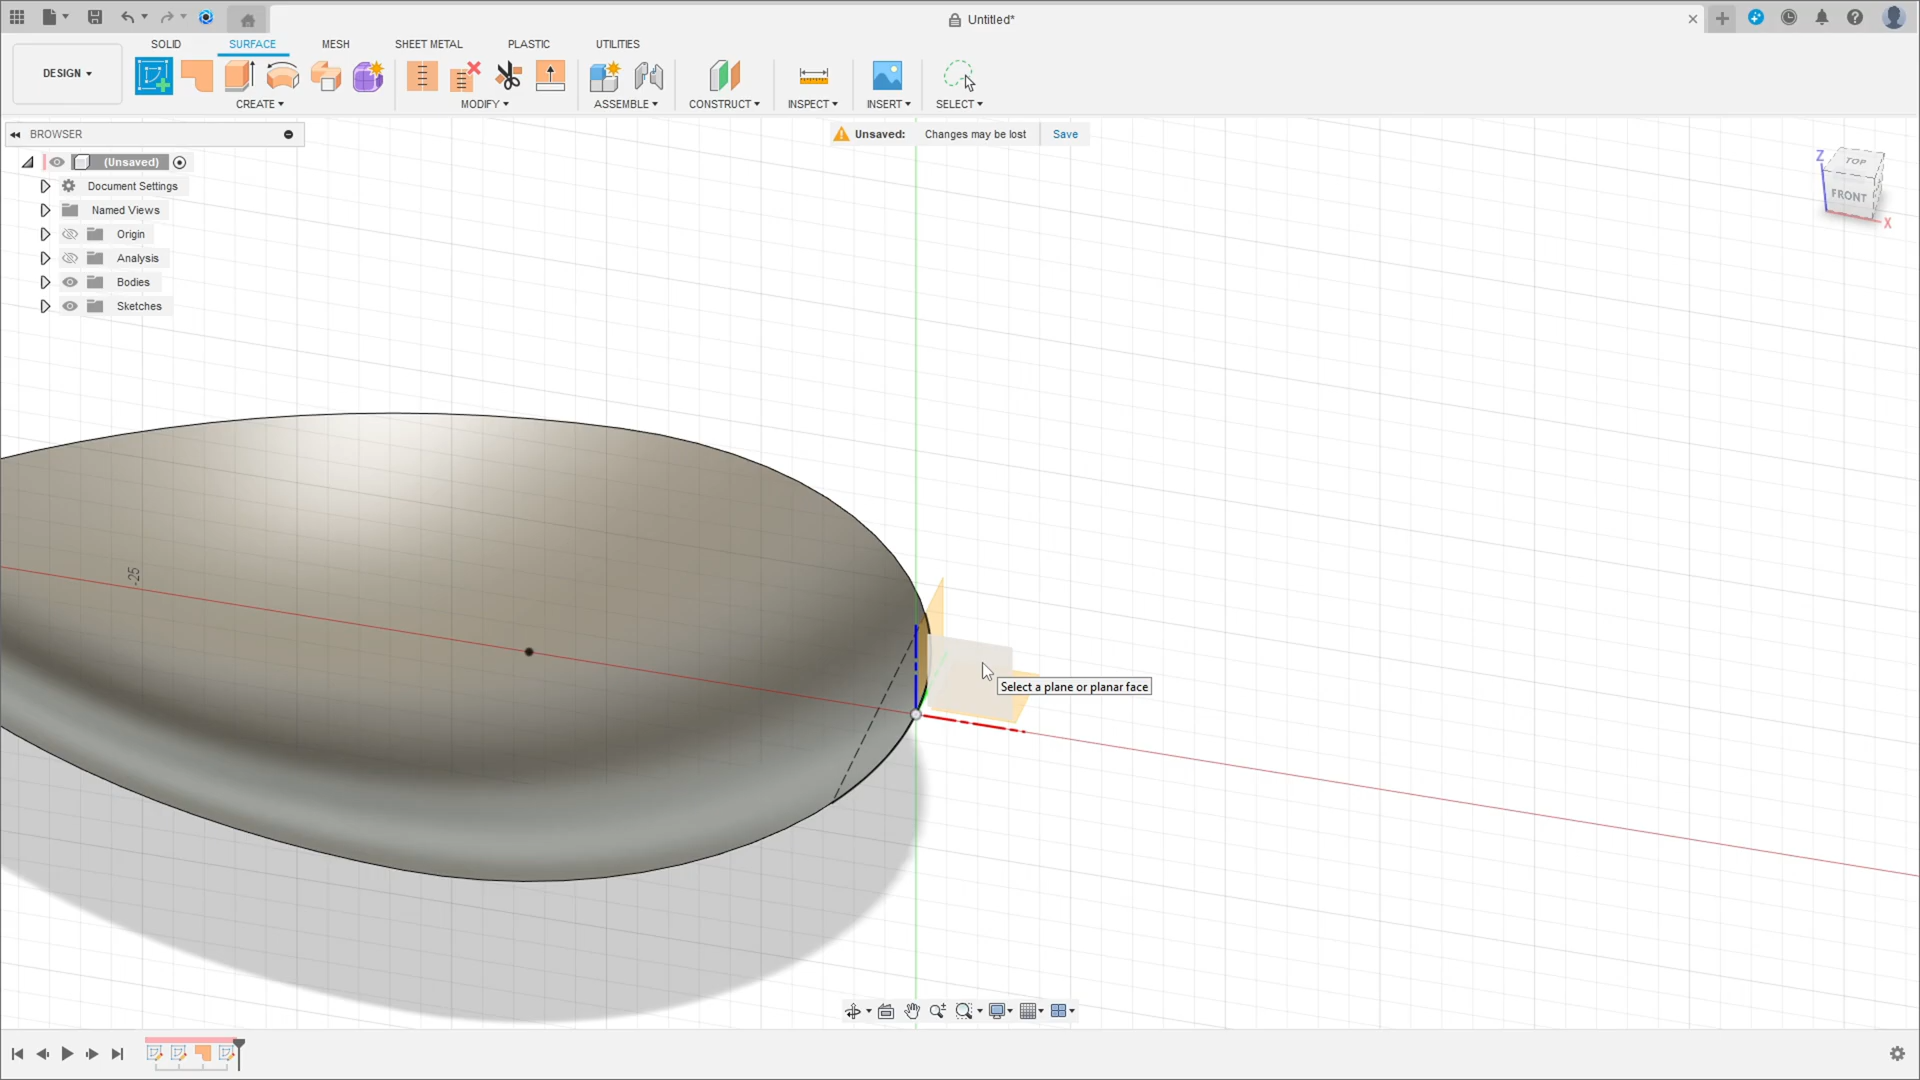 Untitled*
DESIGN
SOLID
SURFACE
MESH
SHEET METAL
PLASTIC
UTILITIES
CREATE
MODIFY
ASSEMBLE
CONSTRUCT
INSPECT
INSERT
SELECT
BROWSER
Unsaved: Changes may be lost Save
(Unsaved)
Document Settings
Named Views
Origin
Analysis
Bodies
Sketches
Z
TOP
FRONT
X
-25
Select a plane or planar face